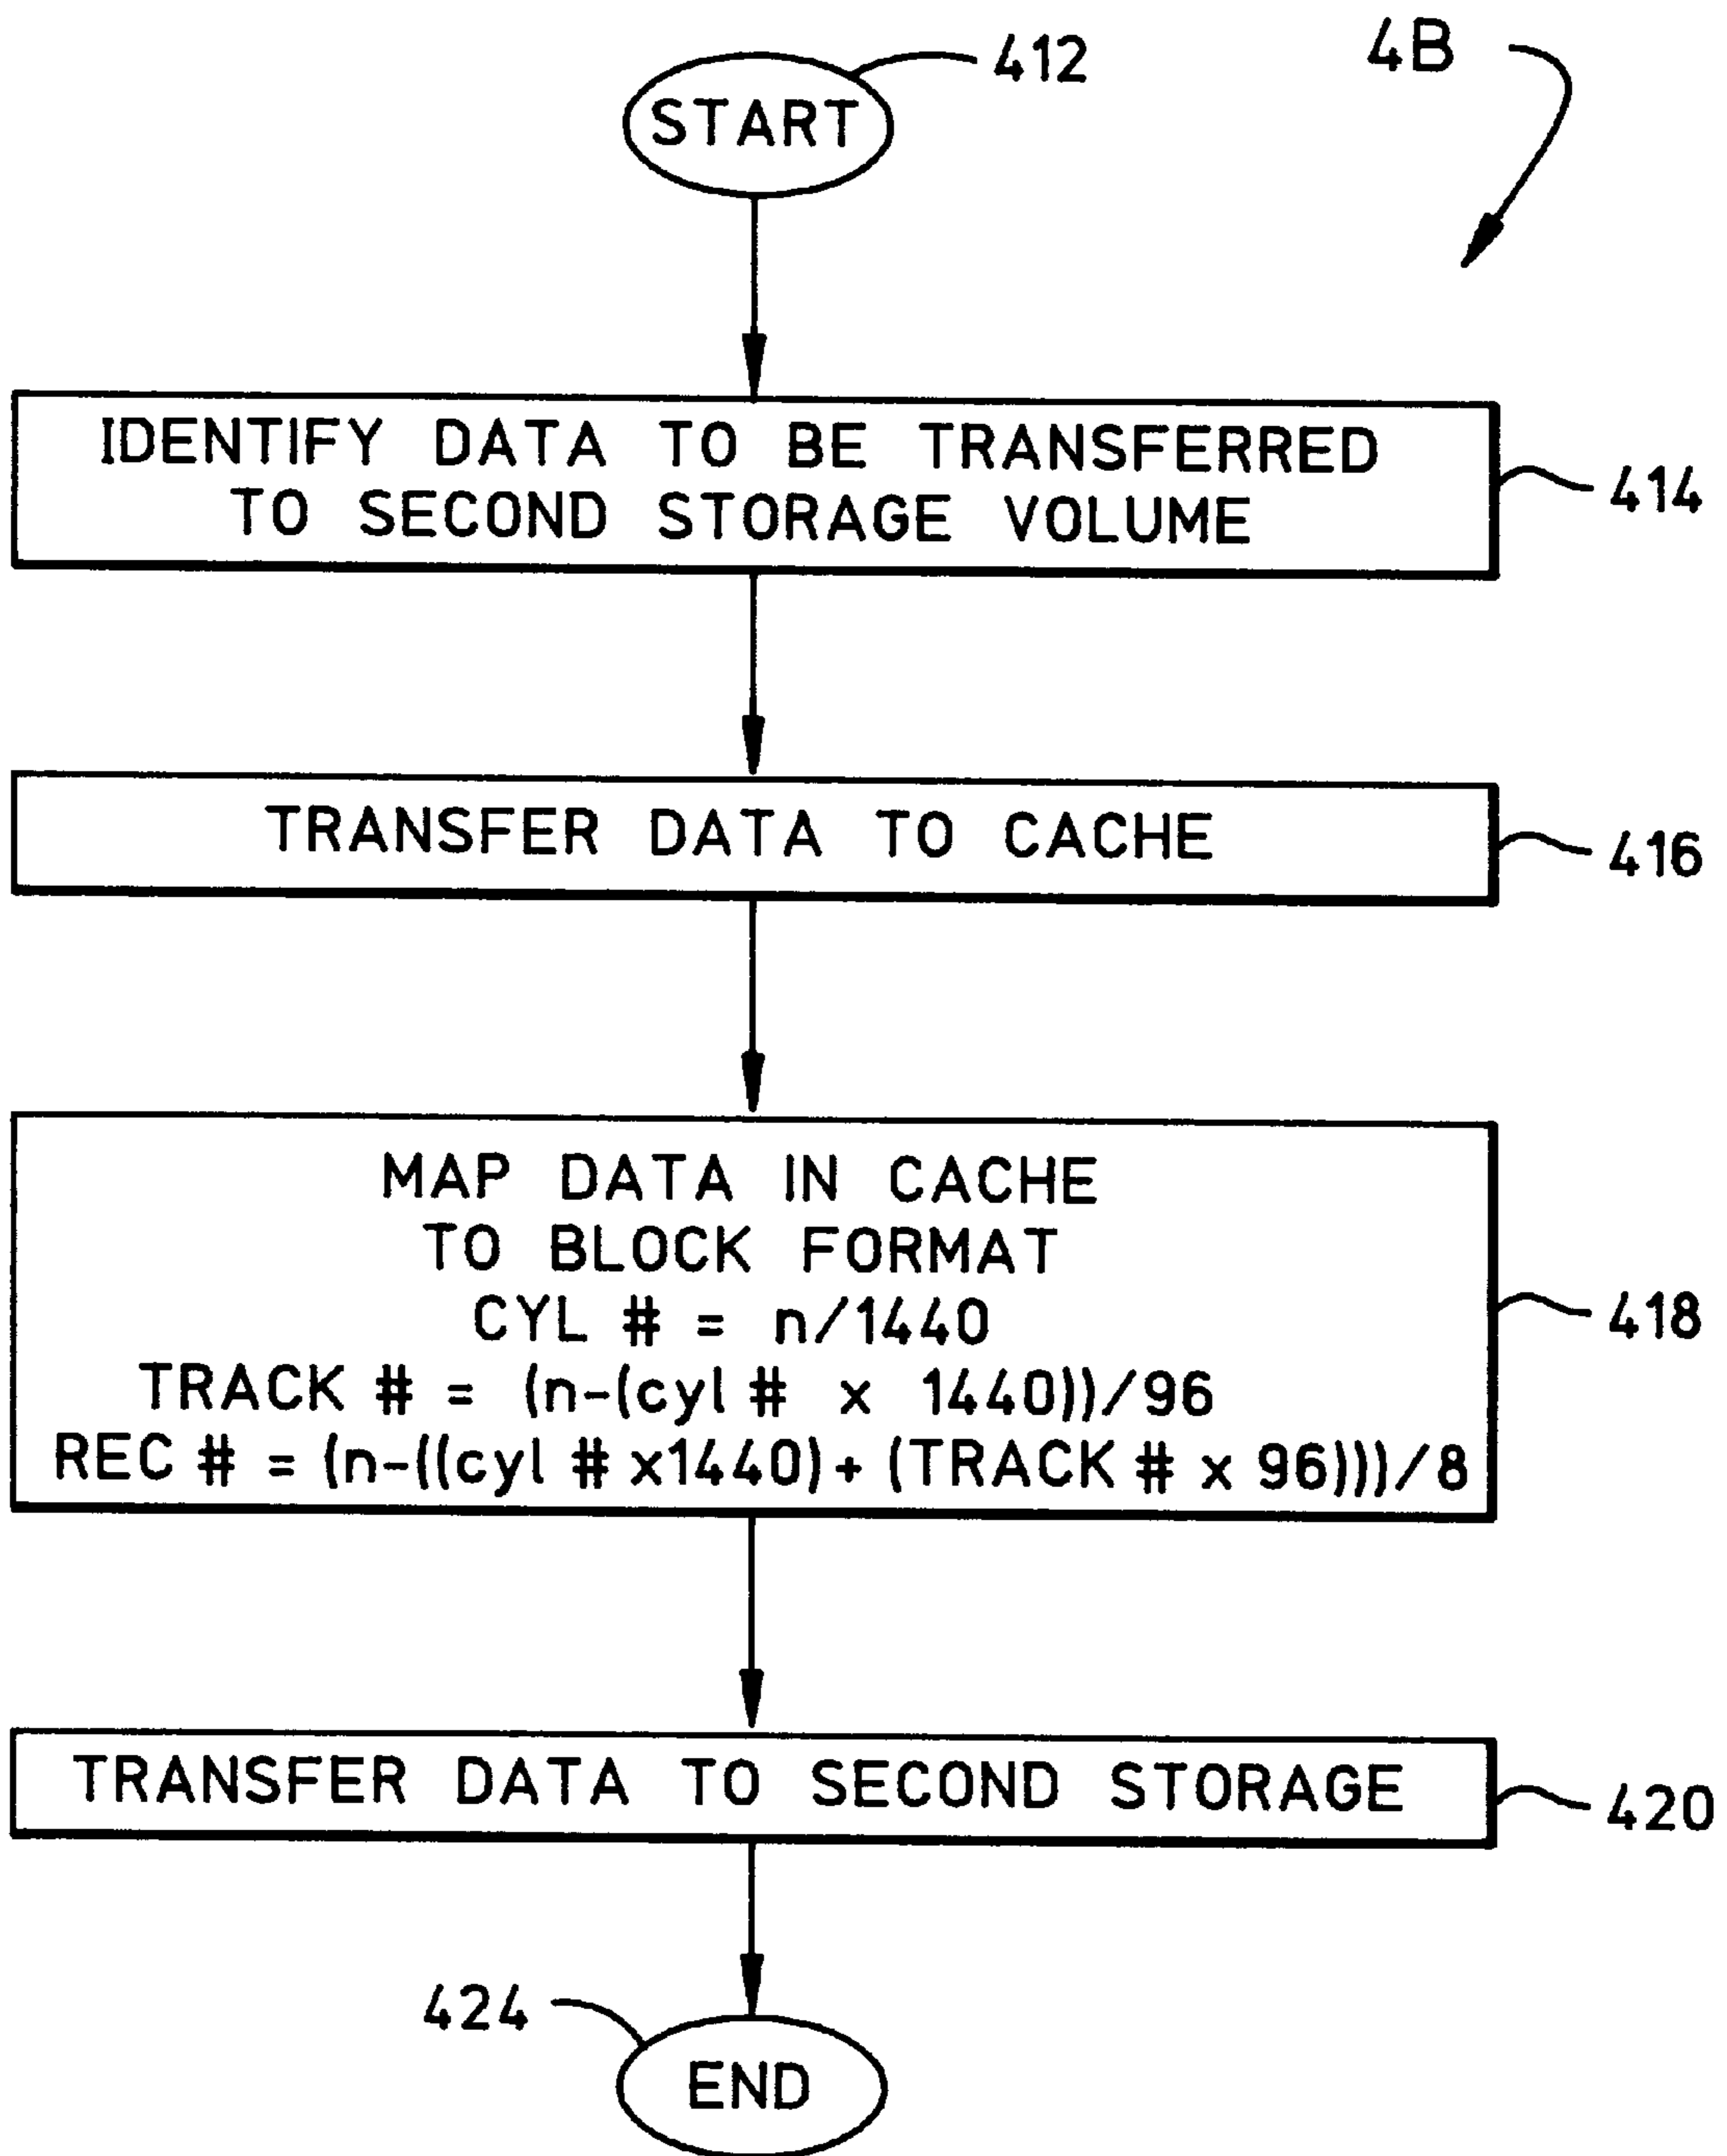 4B
START
412
IDENTIFY DATA TO BE TRANSFERRED
TO SECOND STORAGE VOLUME
414
TRANSFER DATA TO CACHE
416
MAP DATA IN CACHE
TO BLOCK FORMAT
CYL # = n/1440
TRACK # = (n-(cyl # x 1440))/96
REC # = (n-((cyl # x1440)+(TRACK # x 96)))/8
418
TRANSFER DATA TO SECOND STORAGE
420
424
END